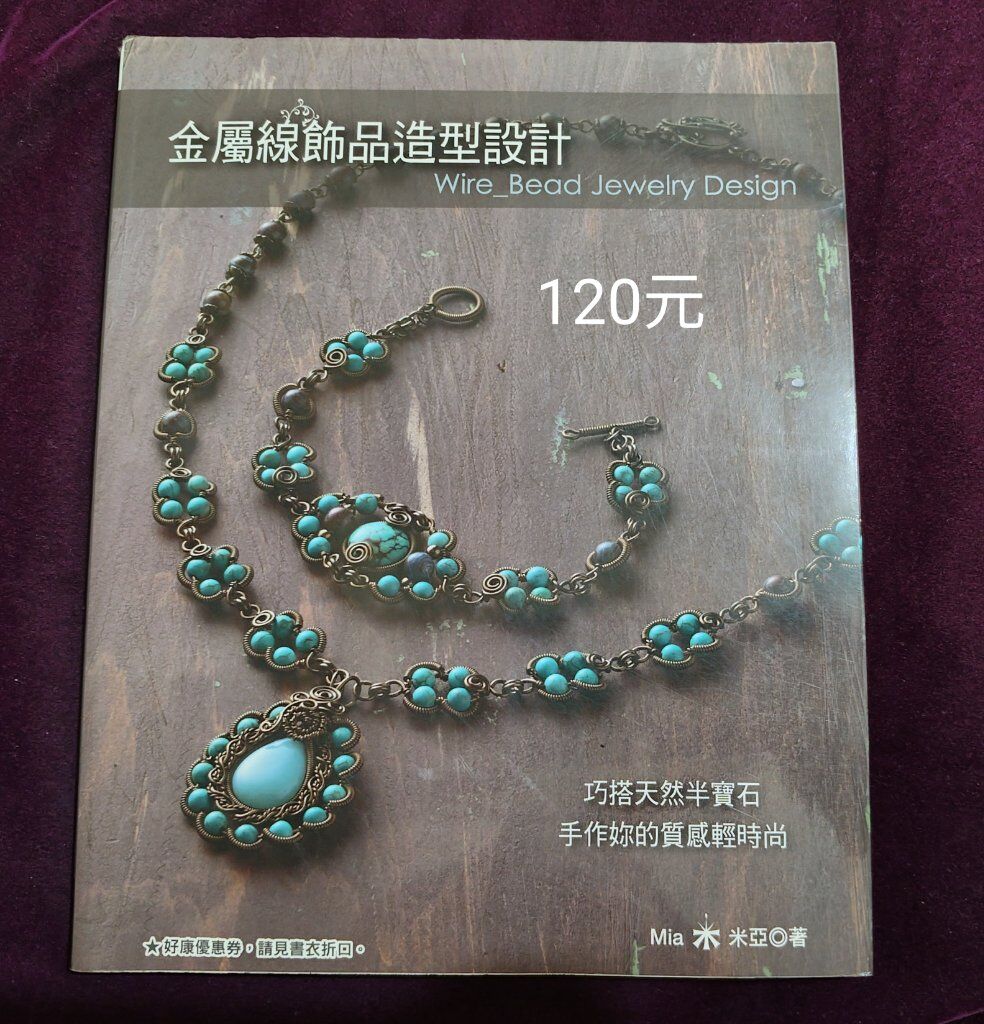 金屬線飾品造型設計
Wire_Bead Jewelry Design
120元
巧搭天然半寶石
手作妳的質感輕時尚
Mia 米亞◎著
★好康優惠券，請見書衣折口。